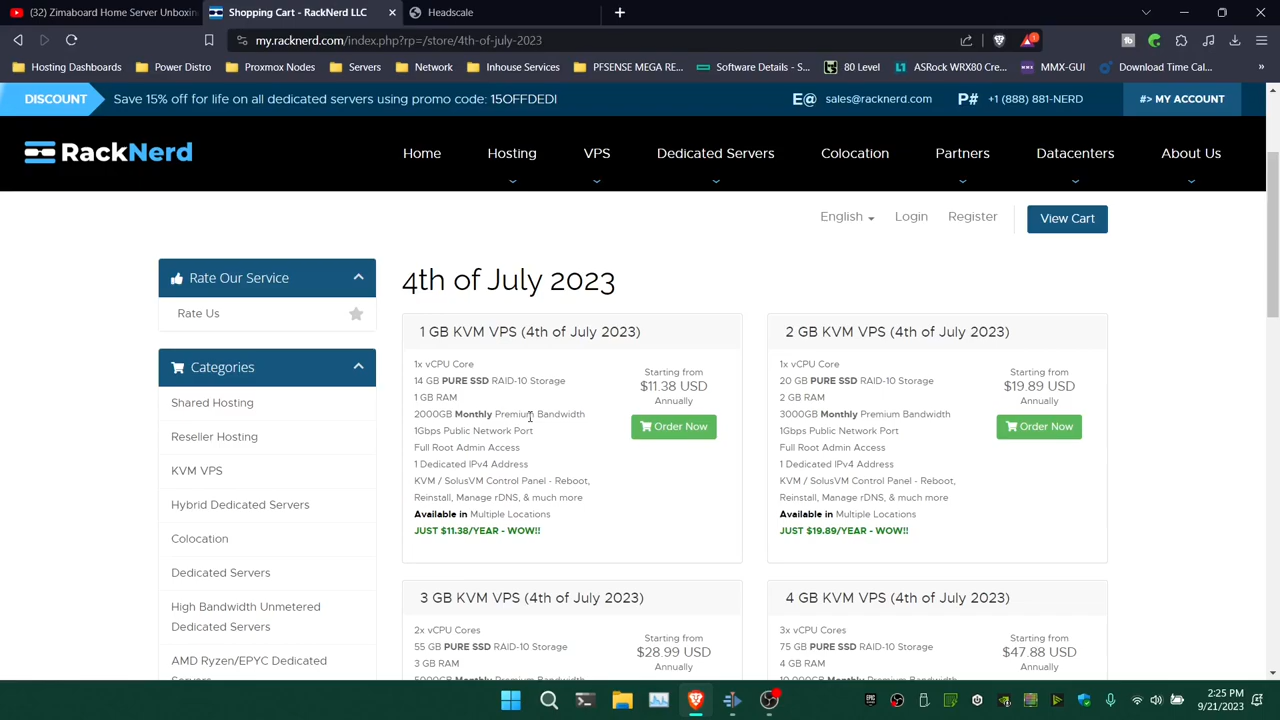 (32) Zimaboard Home Server Unboxin
Shopping Cart - RackNerd LLC
Headscale
my.racknerd.com/index.php?rp=/store/4th-of-july-2023
1
Hosting Dashboards
Power Distro
Proxmox Nodes
Servers
Network
Inhouse Services
PFSENSE MEGA RE...
Software Details - S...
80 Level
ASRock WRX80 Cre...
MMX-GUI
Download Time Cal...
DISCOUNT
Save 15% off for life on all dedicated servers using promo code: 15OFFDEDI
E@ sales@racknerd.com
P# +1 (888) 881-NERD
#> MY ACCOUNT
RackNerd
Home
Hosting
VPS
Dedicated Servers
Colocation
Partners
Datacenters
About Us
English
Login
Register
View Cart
Rate Our Service
Rate Us
Categories
Shared Hosting
Reseller Hosting
KVM VPS
Hybrid Dedicated Servers
Colocation
Dedicated Servers
High Bandwidth Unmetered
Dedicated Servers
AMD Ryzen/EPYC Dedicated
Servers
4th of July 2023
1 GB KVM VPS (4th of July 2023)
1x vCPU Core
14 GB PURE SSD RAID-10 Storage
1 GB RAM
2000GB Monthly Premium Bandwidth
1Gbps Public Network Port
Full Root Admin Access
1 Dedicated IPv4 Address
KVM / SolusVM Control Panel - Reboot,
Reinstall, Manage rDNS, & much more
Available in Multiple Locations
JUST $11.38/YEAR - WOW!!
Starting from
$11.38 USD
Annually
Order Now
2 GB KVM VPS (4th of July 2023)
1x vCPU Core
20 GB PURE SSD RAID-10 Storage
2 GB RAM
3000GB Monthly Premium Bandwidth
1Gbps Public Network Port
Full Root Admin Access
1 Dedicated IPv4 Address
KVM / SolusVM Control Panel - Reboot,
Reinstall, Manage rDNS, & much more
Available in Multiple Locations
JUST $19.89/YEAR - WOW!!
Starting from
$19.89 USD
Annually
Order Now
3 GB KVM VPS (4th of July 2023)
2x vCPU Cores
55 GB PURE SSD RAID-10 Storage
3 GB RAM
5000GB Monthly Premium Bandwidth
Starting from
$28.99 USD
Annually
4 GB KVM VPS (4th of July 2023)
3x vCPU Cores
75 GB PURE SSD RAID-10 Storage
4 GB RAM
Starting from
$47.88 USD
Annually
2:25 PM
9/21/2023